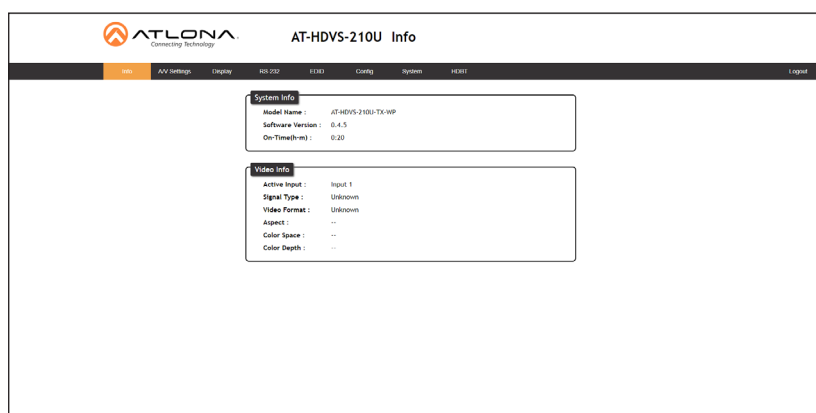 ATLONA.
Connecting Technology
AT-HDVS-210U Info
Info A/V Settings Display RS-232 EDID Config System HDBT Logout
System Info
Model Name : AT-HDVS-210U-TX-WP
Software Version : 0.4.5
On-Time(h-m) : 0:20
Video Info
Active Input : Input 1
Signal Type : Unknown
Video Format : Unknown
Aspect : --
Color Space : --
Color Depth : --